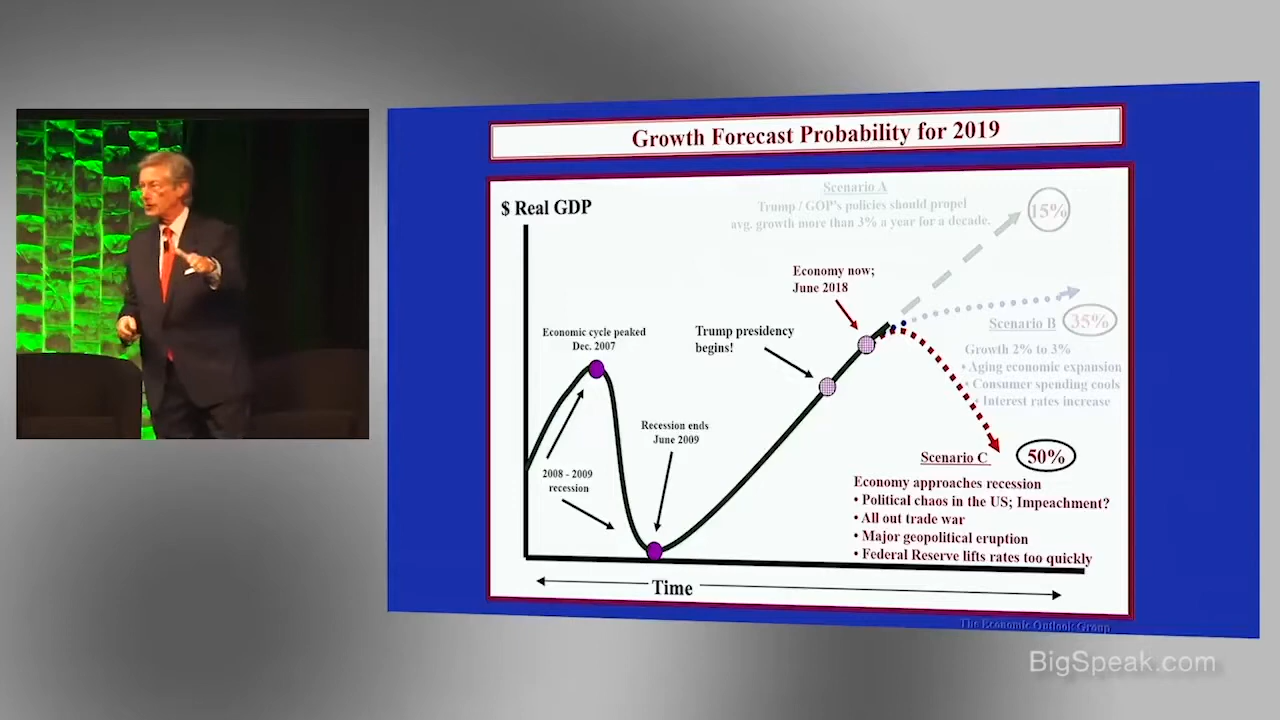 Growth Forecast Probability for 2019
$ Real GDP
Scenario A
Trump / GOP's policies should propel
avg. growth more than 3% a year for a decade.
15%
Economy now;
June 2018
Economic cycle peaked
Dec. 2007
Trump presidency
begins!
Scenario B
35%
Growth 2% to 3%
• Aging economic expansion
• Consumer spending cools
• Interest rates increase
Recession ends
June 2009
2008 - 2009
recession
Scenario C
50%
Economy approaches recession
• Political chaos in the US; Impeachment?
• All out trade war
• Major geopolitical eruption
• Federal Reserve lifts rates too quickly
Time
The Economic Outlook Group
BigSpeak.com